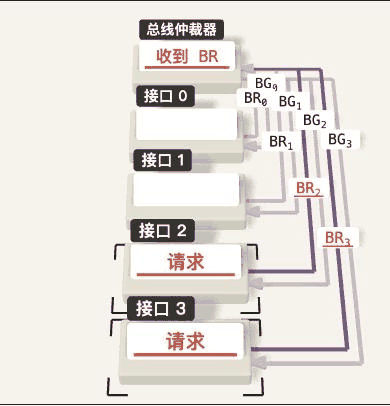 总线仲裁器
收到 BR
BG₀
接口 0
BR₀
BG₁
BG₂
BR₁
BG₃
接口 1
BR₂
接口 2
BR₃
请求
接口 3
请求